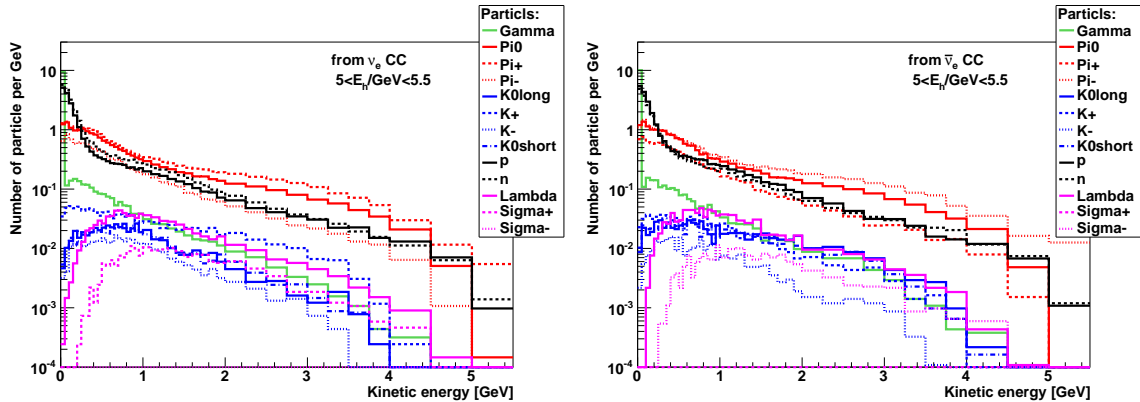 Particls:
Gamma
Pi0
Pi+
Pi-
K0long
K+
K-
K0short
p
n
Lambda
Sigma+
Sigma-
from νe CC
5<Eh/GeV<5.5
Number of particle per GeV
10
1
10-1
10-2
10-3
10-4
0 1 2 3 4 5
Kinetic energy [GeV]
Particls:
Gamma
Pi0
Pi+
Pi-
K0long
K+
K-
K0short
p
n
Lambda
Sigma+
Sigma-
from ν̅e CC
5<Eh/GeV<5.5
Number of particle per GeV
10
1
10-1
10-2
10-3
10-4
0 1 2 3 4 5
Kinetic energy [GeV]